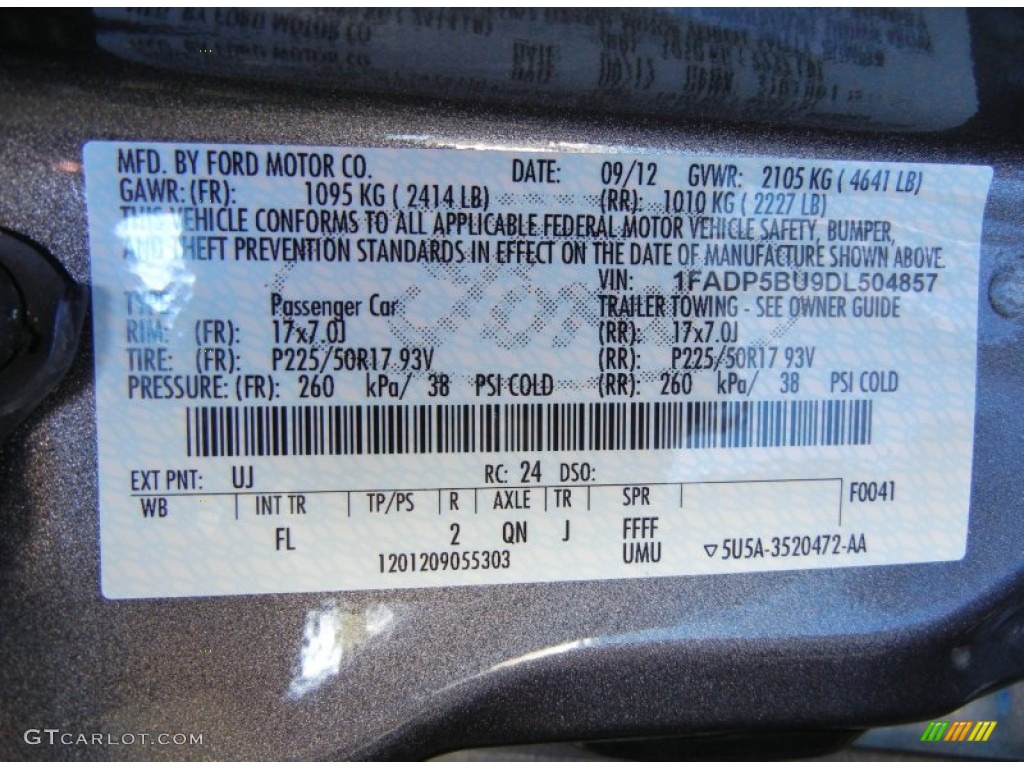 MFD. BY FORD MOTOR CO. DATE: 09/12 GVWR: 2105 KG ( 4641 LB)
GAWR: (FR): 1095 KG ( 2414 LB) (RR): 1010 KG ( 2227 LB)
THIS VEHICLE CONFORMS TO ALL APPLICABLE FEDERAL MOTOR VEHICLE SAFETY, BUMPER,
AND THEFT PREVENTION STANDARDS IN EFFECT ON THE DATE OF MANUFACTURE SHOWN ABOVE.
VIN: 1FADP5BU9DL504857
TYPE: Passenger Car TRAILER TOWING - SEE OWNER GUIDE
RIM: (FR): 17x7.0J (RR): 17x7.0J
TIRE: (FR): P225/50R17 93V (RR): P225/50R17 93V
PRESSURE: (FR): 260 kPa/ 38 PSI COLD (RR): 260 kPa/ 38 PSI COLD
EXT PNT: UJ RC: 24 DSO:
WB INT TR TP/PS R AXLE TR SPR F0041
FL 2 QN J FFFF
1201209055303 UMU ▽5U5A-3520472-AA
GTCARLOT.COM